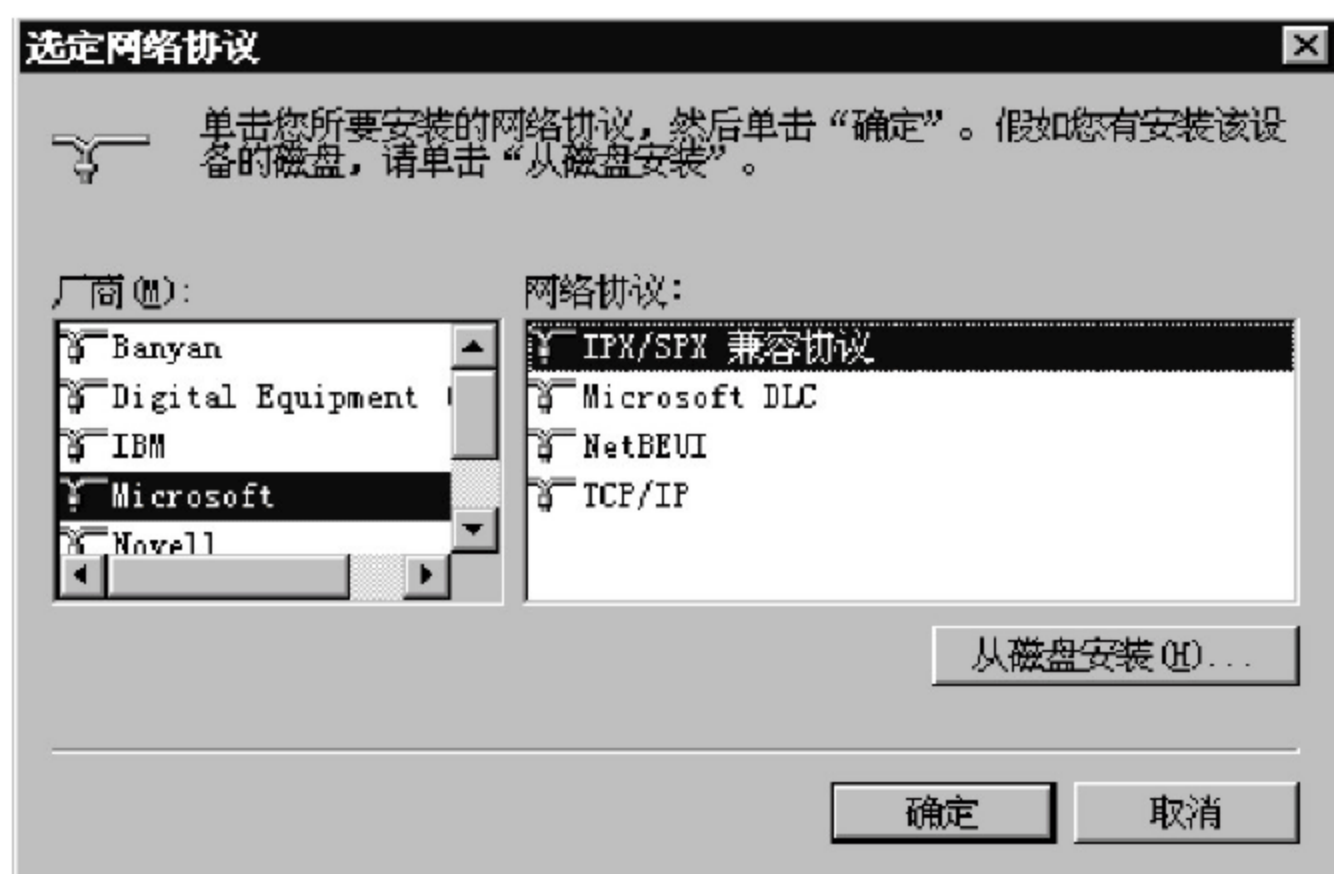 选定网络协议
单击您所要安装的网络协议，然后单击“确定”。假如您有安装该设
备的磁盘，请单击“从磁盘安装”。
厂商(M):
网络协议：
Banyan
Digital Equipment
IBM
Microsoft
Novell
IPX/SPX 兼容协议
Microsoft DLC
NetBEUI
TCP/IP
从磁盘安装(H)...
确定
取消